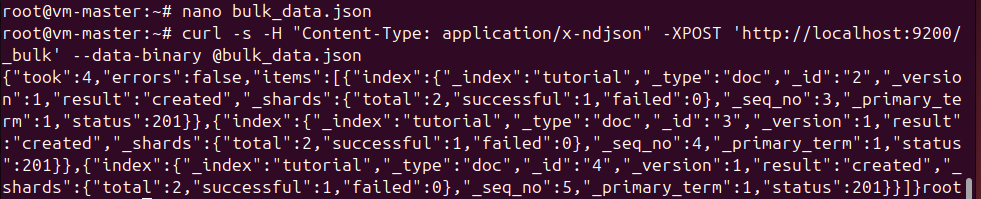 root@vm-master:~# nano bulk_data.json
root@vm-master:~# curl -s -H "Content-Type: application/x-ndjson" -XPOST 'http://localhost:9200/
_bulk' --data-binary @bulk_data.json
{"took":4,"errors":false,"items":[{"index":{"_index":"tutorial","_type":"doc","_id":"2","_versio
n":1,"result":"created","_shards":{"total":2,"successful":1,"failed":0},"_seq_no":3,"_primary_te
rm":1,"status":201}},{"index":{"_index":"tutorial","_type":"doc","_id":"3","_version":1,"result"
:"created","_shards":{"total":2,"successful":1,"failed":0},"_seq_no":4,"_primary_term":1,"status
":201}},{"index":{"_index":"tutorial","_type":"doc","_id":"4","_version":1,"result":"created","_
shards":{"total":2,"successful":1,"failed":0},"_seq_no":5,"_primary_term":1,"status":201}}]}root